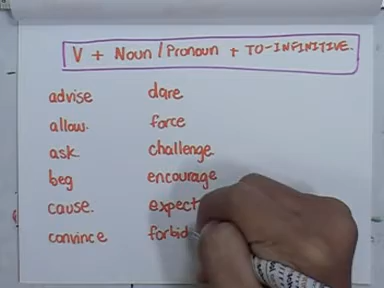 V + Noun / Pronoun + TO-INFINITIVE.
advise dare
allow. force
ask challenge
beg encourage
cause. expect
convince forbid